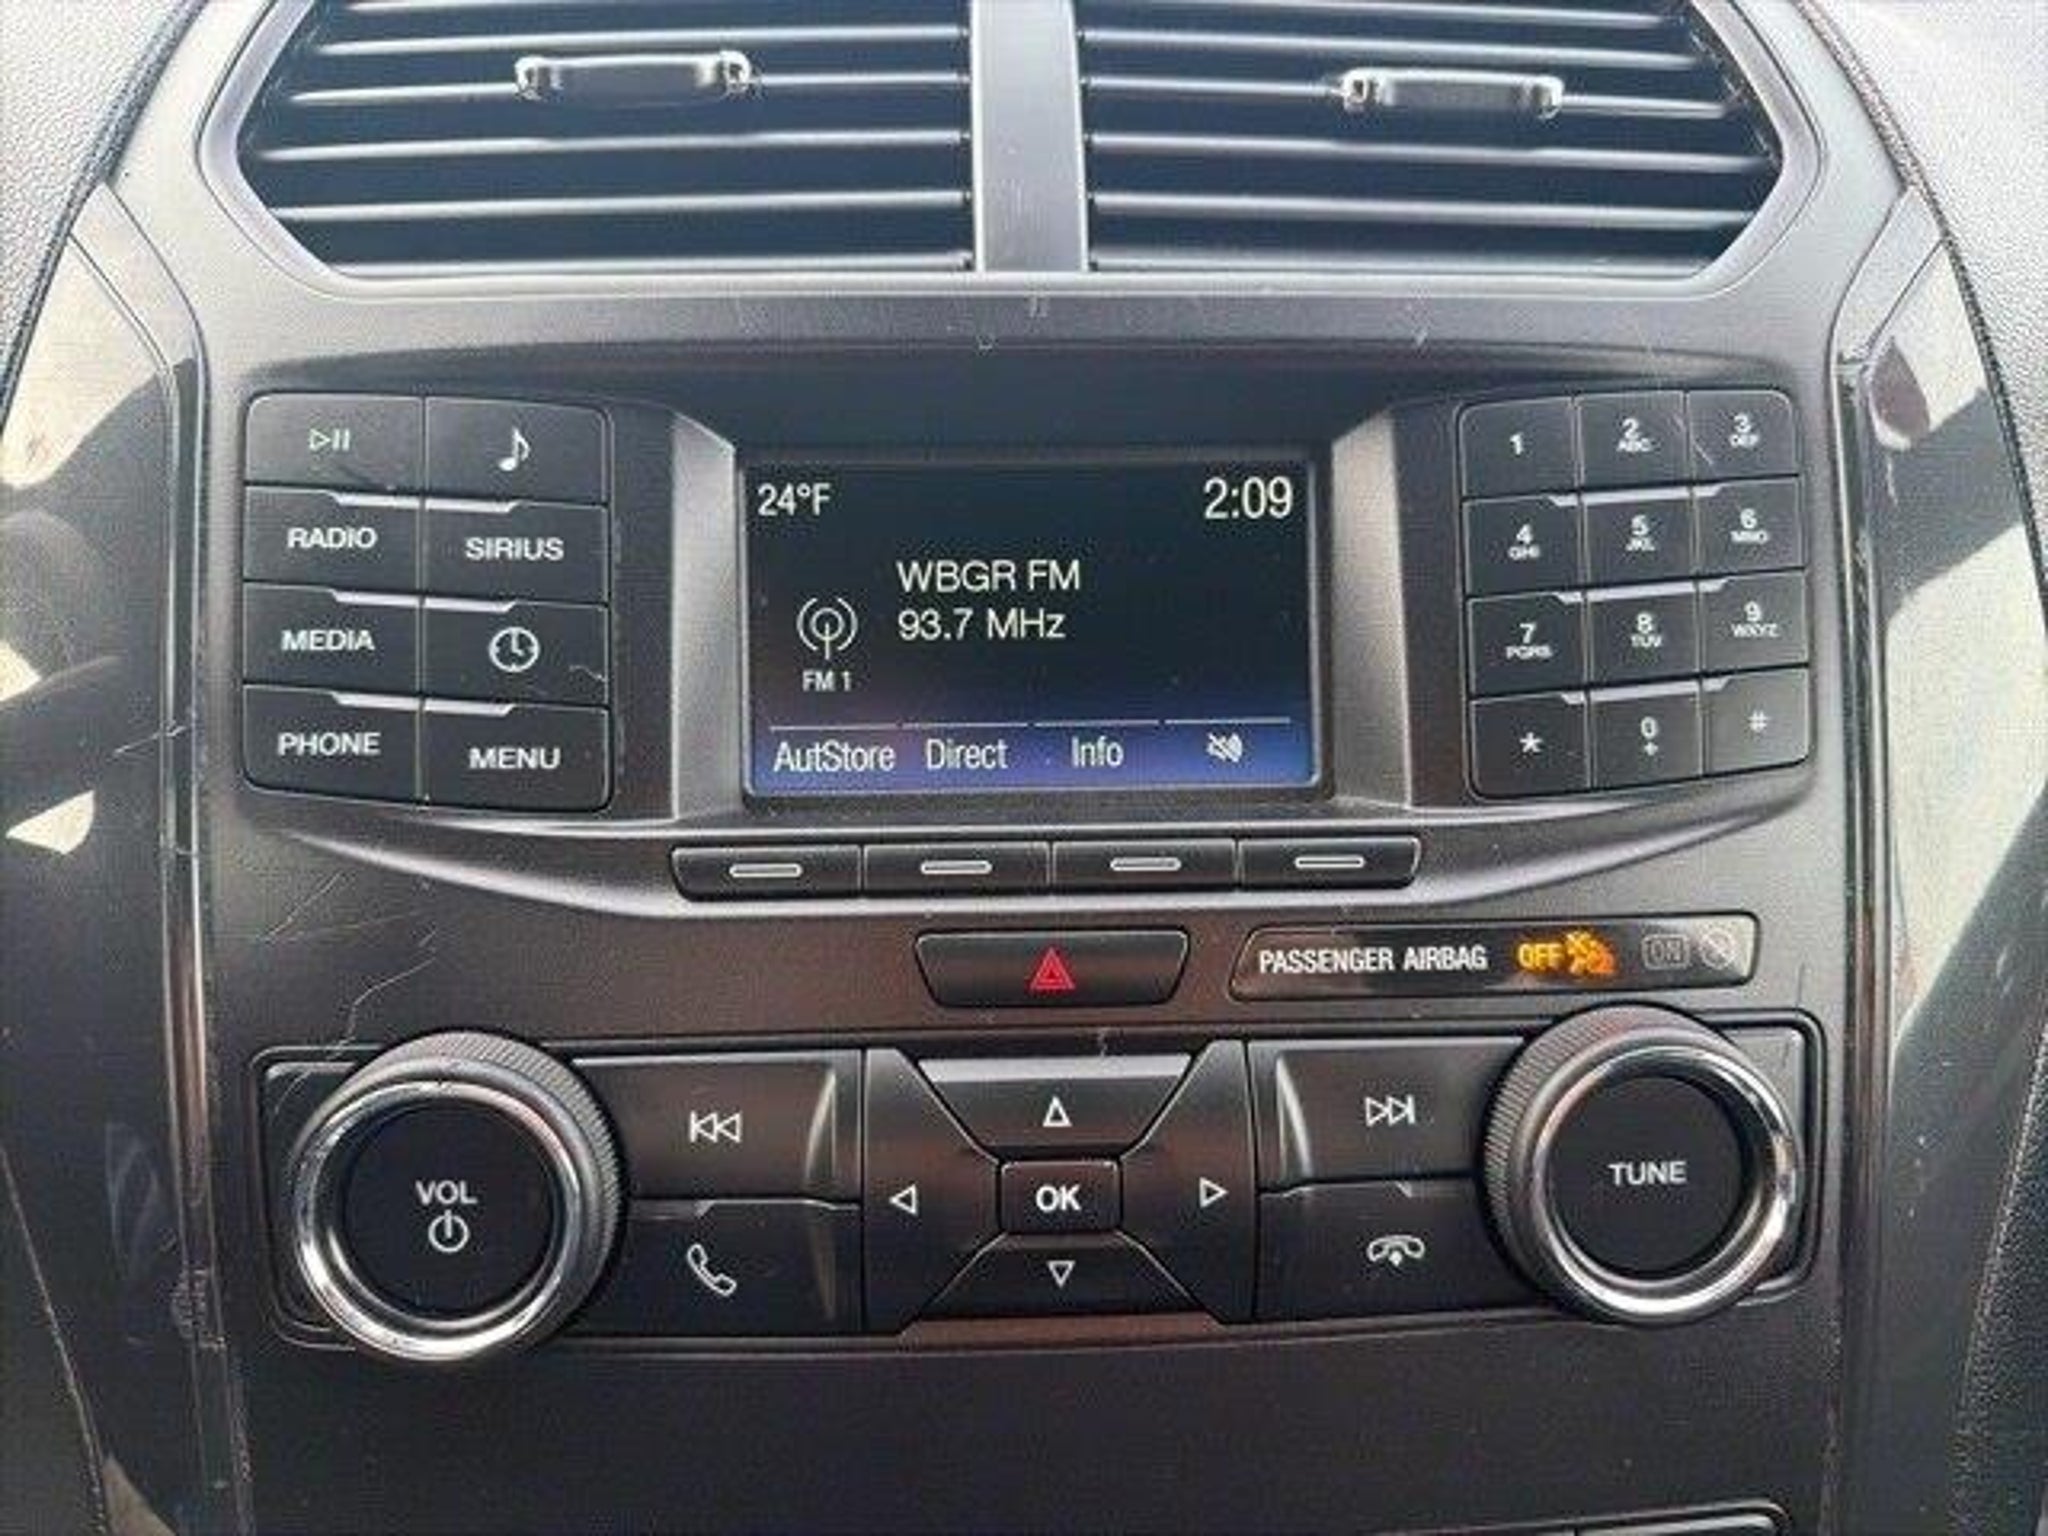 RADIO
SIRIUS
MEDIA
PHONE
MENU
24°F
2:09
WBGR FM
93.7 MHz
FM 1
AutStore Direct Info
1
2 ABC
3 DEF
4 GHI
5 JKL
6 MNO
7 PQRS
8 TUV
9 WXYZ
*
0 +
#
PASSENGER AIRBAG OFF ON
VOL
OK
TUNE